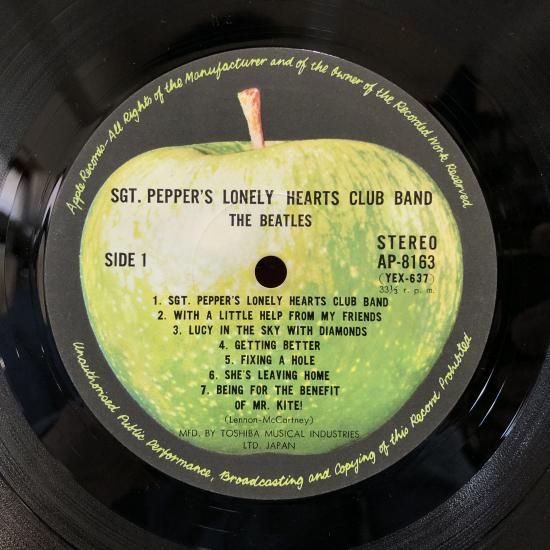 Apple Records-All Rights of the Manufacturer and of the Owner of the Recorded Work Reserved
SGT. PEPPER'S LONELY HEARTS CLUB BAND
THE BEATLES
SIDE 1
STEREO
AP-8163
(YEX-637)
33⅓ r. p. m.
1. SGT. PEPPER'S LONELY HEARTS CLUB BAND
2. WITH A LITTLE HELP FROM MY FRIENDS
3. LUCY IN THE SKY WITH DIAMONDS
4. GETTING BETTER
5. FIXING A HOLE
6. SHE'S LEAVING HOME
7. BEING FOR THE BENEFIT
OF MR. KITE!
(Lennon-McCartney)
MFD. BY TOSHIBA MUSICAL INDUSTRIES
LTD. JAPAN
Unauthorised Public Performance, Broadcasting and Copying of this Record Prohibited